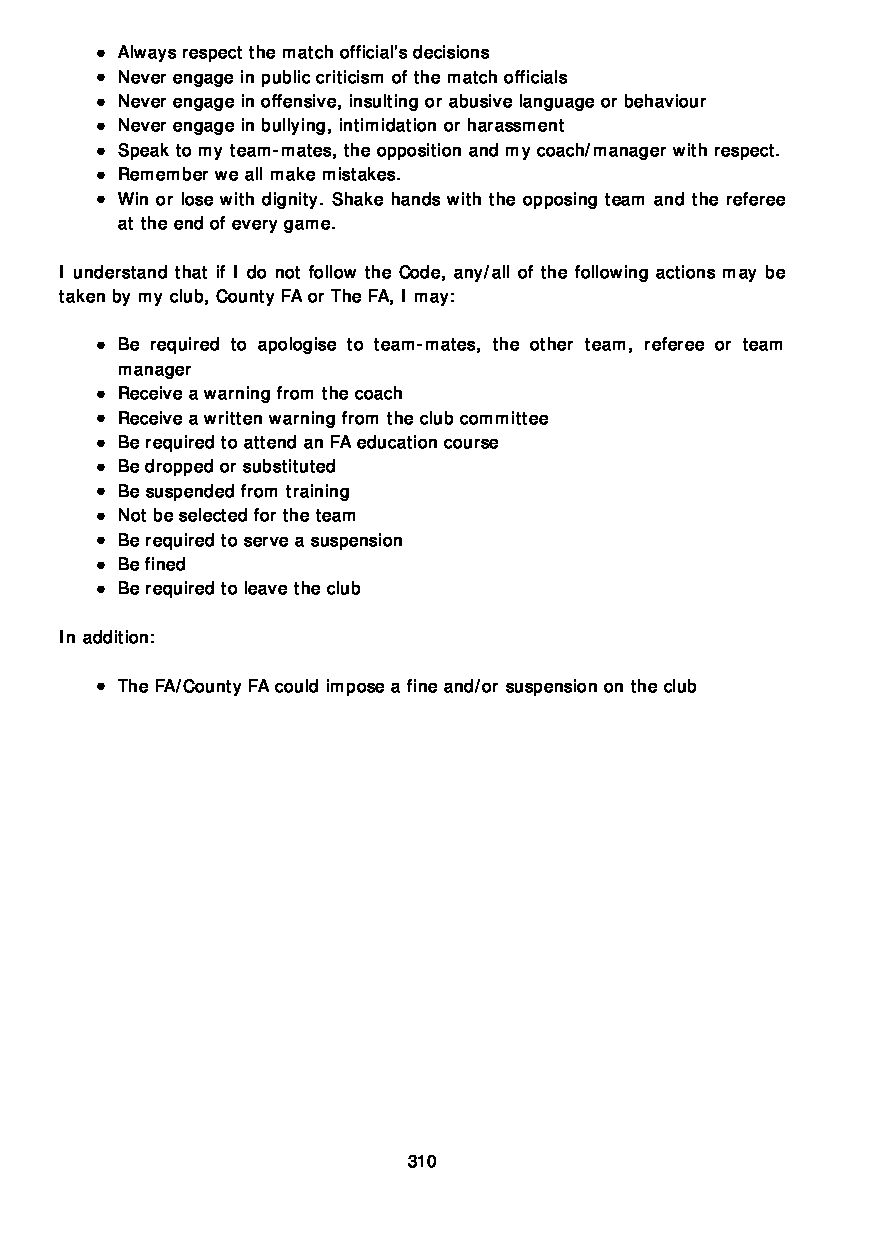 • Always respect the match official's decisions
• Never engage in public criticism of the match officials
• Never engage in offensive, insulting or abusive language or behaviour
• Never engage in bullying, intimidation or harassment
• Speak to my team-mates, the opposition and my coach/manager with respect.
• Remember we all make mistakes.
• Win or lose with dignity. Shake hands with the opposing team and the referee
at the end of every game.
I understand that if I do not follow the Code, any/all of the following actions may be
taken by my club, County FA or The FA, I may:
• Be required to apologise to team-mates, the other team, referee or team
manager
• Receive a warning from the coach
• Receive a written warning from the club committee
• Be required to attend an FA education course
• Be dropped or substituted
• Be suspended from training
• Not be selected for the team
• Be required to serve a suspension
• Be fined
• Be required to leave the club
In addition:
• The FA/County FA could impose a fine and/or suspension on the club
310